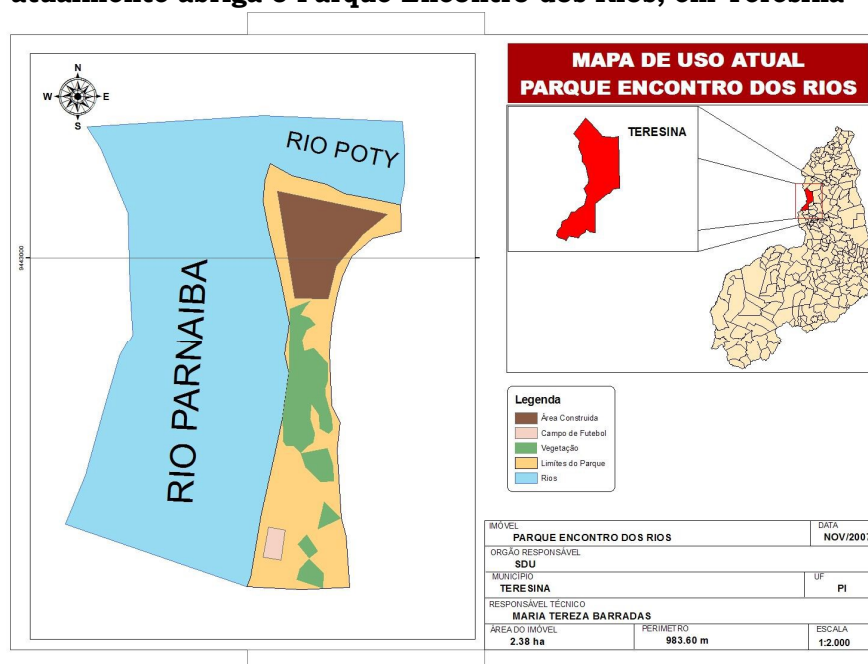 atualmente abriga o Parque Encontro dos Rios, em Teresina
N
W E
S
RIO POTY
RIO PARNAIBA
9443000
MAPA DE USO ATUAL
PARQUE ENCONTRO DOS RIOS
TERESINA
Legenda
Área Construida
Campo de Futebol
Vegetação
Limites do Parque
Rios
IMÓVEL
PARQUE ENCONTRO DOS RIOS
DATA
NOV/2007
ORGÃO RESPONSÁVEL
SDU
MUNICÍPIO
TERESINA
UF
PI
RESPONSÁVEL TÉCNICO
MARIA TEREZA BARRADAS
ÁREA DO IMÓVEL
2.38 ha
PERIMETRO
983.60 m
ESCALA
1:2.000